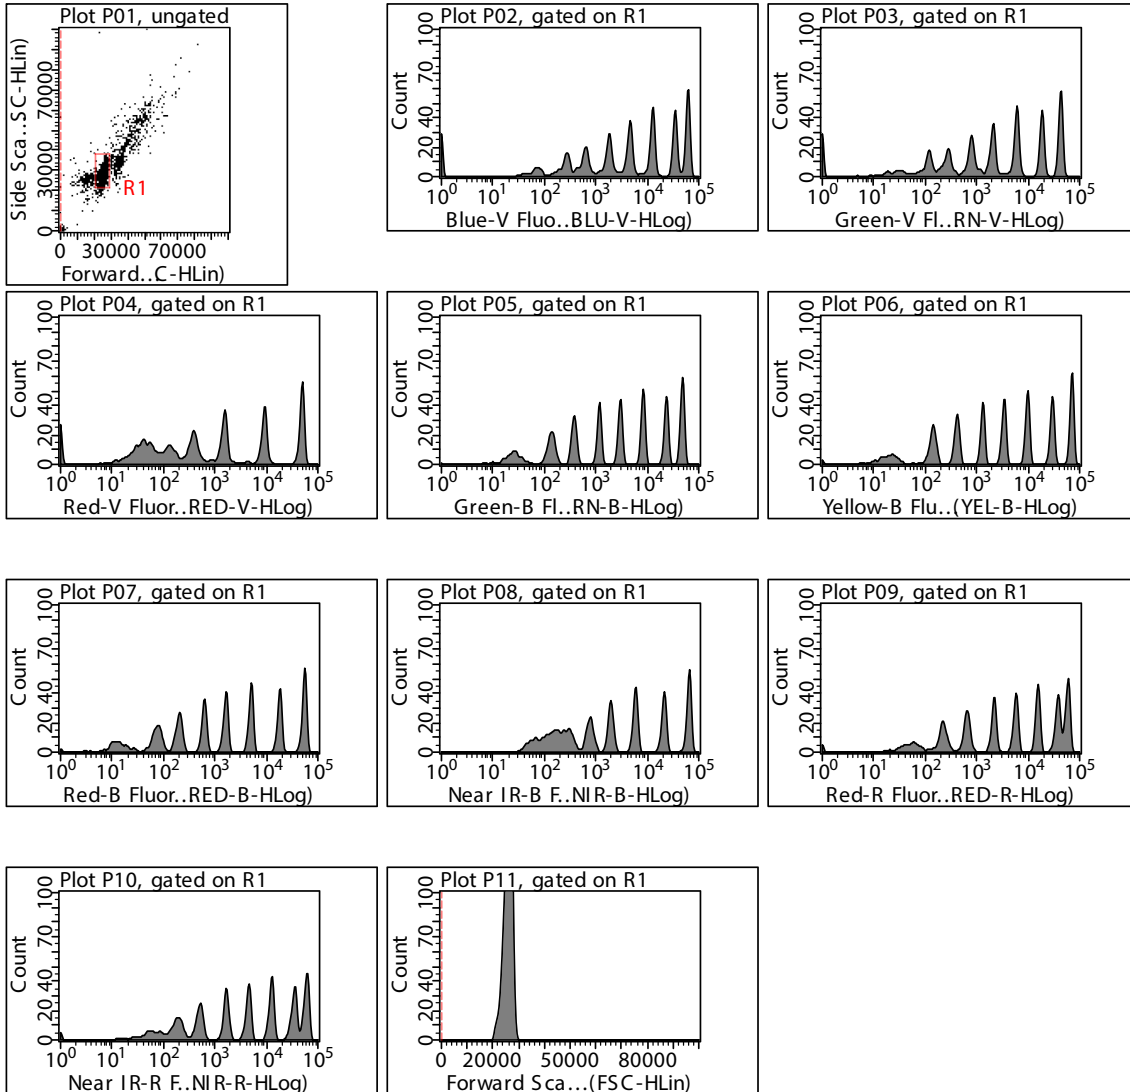 Plot P01, ungated
Side Sca..SC-HLin)
0 30000 70000
R1
0 30000 70000
Forward..C-HLin)
Plot P02, gated on R1
Count
0 20 40 70 100
10^0 10^1 10^2 10^3 10^4 10^5
Blue-V Fluo..BLU-V-HLog)
Plot P03, gated on R1
Count
0 20 40 70 100
10^0 10^1 10^2 10^3 10^4 10^5
Green-V Fl..RN-V-HLog)
Plot P04, gated on R1
Count
0 20 40 70 100
10^0 10^1 10^2 10^3 10^4 10^5
Red-V Fluor..RED-V-HLog)
Plot P05, gated on R1
Count
0 20 40 70 100
10^0 10^1 10^2 10^3 10^4 10^5
Green-B Fl..RN-B-HLog)
Plot P06, gated on R1
Count
0 20 40 70 100
10^0 10^1 10^2 10^3 10^4 10^5
Yellow-B Flu..(YEL-B-HLog)
Plot P07, gated on R1
Count
0 20 40 70 100
10^0 10^1 10^2 10^3 10^4 10^5
Red-B Fluor..RED-B-HLog)
Plot P08, gated on R1
Count
0 20 40 70 100
10^0 10^1 10^2 10^3 10^4 10^5
Near IR-B F..NIR-B-HLog)
Plot P09, gated on R1
Count
0 20 40 70 100
10^0 10^1 10^2 10^3 10^4 10^5
Red-R Fluor..RED-R-HLog)
Plot P10, gated on R1
Count
0 20 40 70 100
10^0 10^1 10^2 10^3 10^4 10^5
Near IR-R F..NIR-R-HLog)
Plot P11, gated on R1
Count
0 20 40 70 100
0 20000 50000 80000
Forward Sca...(FSC-HLin)